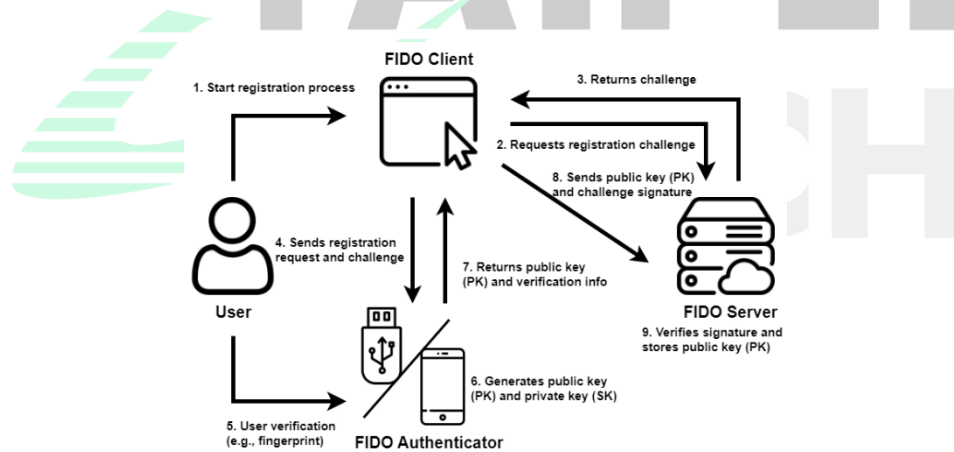 FIDO Client
1. Start registration process
3. Returns challenge
2. Requests registration challenge
8. Sends public key (PK)
and challenge signature
4. Sends registration
request and challenge
7. Returns public key
(PK) and verification info
User
FIDO Server
9. Verifies signature and
stores public key (PK)
6. Generates public key
(PK) and private key (SK)
5. User verification
(e.g., fingerprint)
FIDO Authenticator